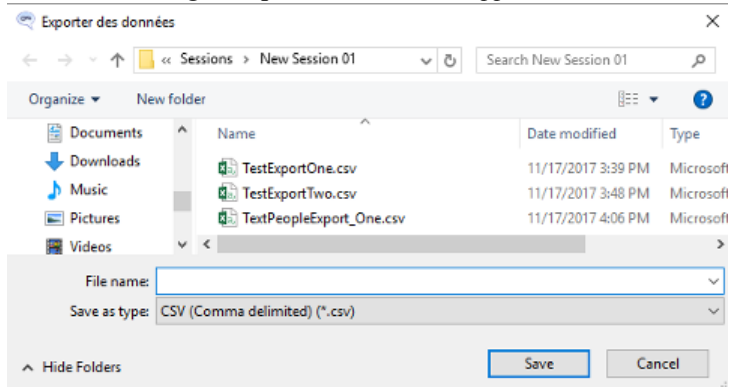 Exporter des données
« Sessions > New Session 01
Search New Session 01
Organize
New folder
Documents
Downloads
Music
Pictures
Videos
Name
Date modified
Type
TestExportOne.csv
11/17/2017 3:39 PM
Microsoft
TestExportTwo.csv
11/17/2017 3:48 PM
Microsoft
TextPeopleExport_One.csv
11/17/2017 4:06 PM
Microsoft
File name:
Save as type: CSV (Comma delimited) (*.csv)
Hide Folders
Save
Cancel